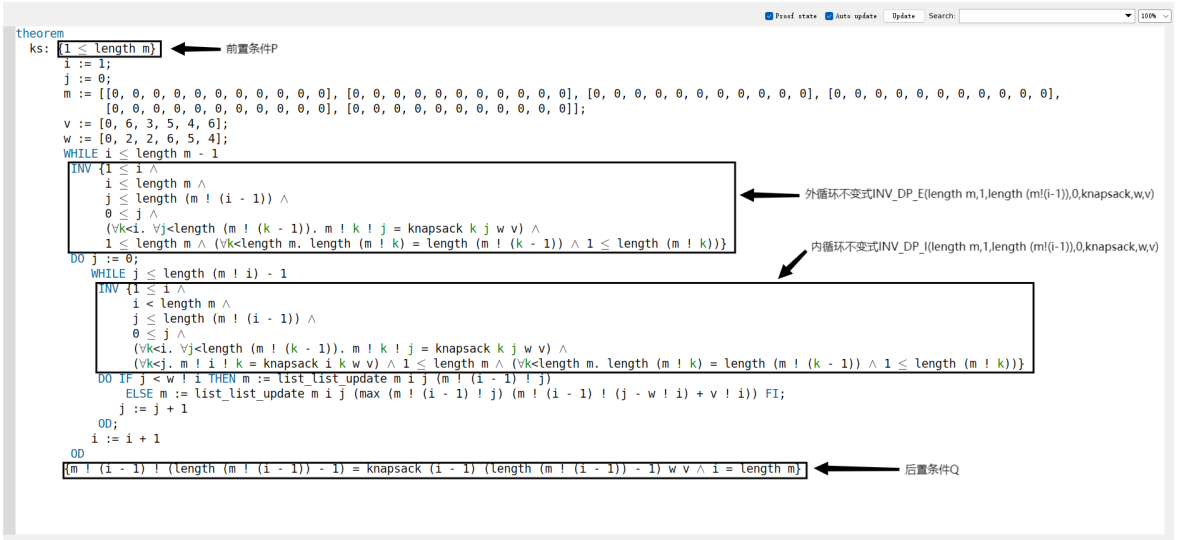 Proof state Auto update Update Search: 100%
theorem
ks: {1 ≤ length m} 前置条件P
i := 1;
j := 0;
m := [[0, 0, 0, 0, 0, 0, 0, 0, 0, 0, 0], [0, 0, 0, 0, 0, 0, 0, 0, 0, 0, 0], [0, 0, 0, 0, 0, 0, 0, 0, 0, 0, 0], [0, 0, 0, 0, 0, 0, 0, 0, 0, 0, 0],
[0, 0, 0, 0, 0, 0, 0, 0, 0, 0, 0], [0, 0, 0, 0, 0, 0, 0, 0, 0, 0, 0]];
v := [0, 6, 3, 5, 4, 6];
w := [0, 2, 2, 6, 5, 4];
WHILE i ≤ length m - 1
INV {1 ≤ i ∧
i ≤ length m ∧
j ≤ length (m ! (i - 1)) ∧ 外循环不变式INV_DP_E(length m,1,length (m!(i-1)),0,knapsack,w,v)
0 ≤ j ∧
(∀k<i. ∀j<length (m ! (k - 1)). m ! k ! j = knapsack k j w v) ∧
1 ≤ length m ∧ (∀k<length m. length (m ! k) = length (m ! (k - 1)) ∧ 1 ≤ length (m ! k))}
DO j := 0; 内循环不变式INV_DP_I(length m,1,length (m!(i-1)),0,knapsack,w,v)
WHILE j ≤ length (m ! i) - 1
INV {1 ≤ i ∧
i < length m ∧
j ≤ length (m ! (i - 1)) ∧
0 ≤ j ∧
(∀k<i. ∀j<length (m ! (k - 1)). m ! k ! j = knapsack k j w v) ∧
(∀k<j. m ! i ! k = knapsack i k w v) ∧ 1 ≤ length m ∧ (∀k<length m. length (m ! k) = length (m ! (k - 1)) ∧ 1 ≤ length (m ! k))}
DO IF j < w ! i THEN m := list_list_update m i j (m ! (i - 1) ! j)
ELSE m := list_list_update m i j (max (m ! (i - 1) ! j) (m ! (i - 1) ! (j - w ! i) + v ! i)) FI;
j := j + 1
OD;
i := i + 1
OD
{m ! (i - 1) ! (length (m ! (i - 1)) - 1) = knapsack (i - 1) (length (m ! (i - 1)) - 1) w v ∧ i = length m} 后置条件Q